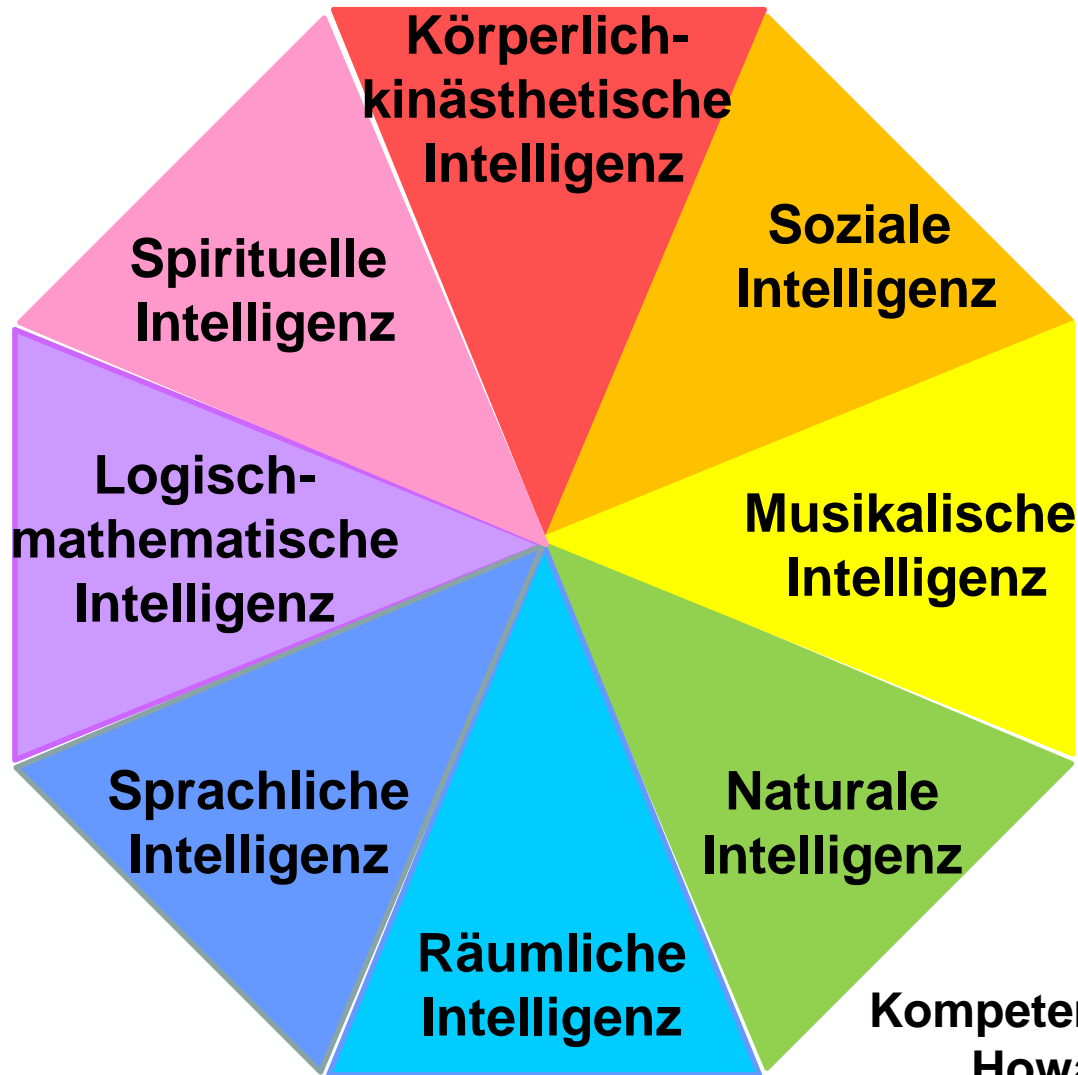 Körperlich-
kinästhetische
Intelligenz
Soziale
Intelligenz
Spirituelle
Intelligenz
Logisch-
mathematische
Intelligenz
Musikalische
Intelligenz
Sprachliche
Intelligenz
Naturale
Intelligenz
Räumliche
Intelligenz